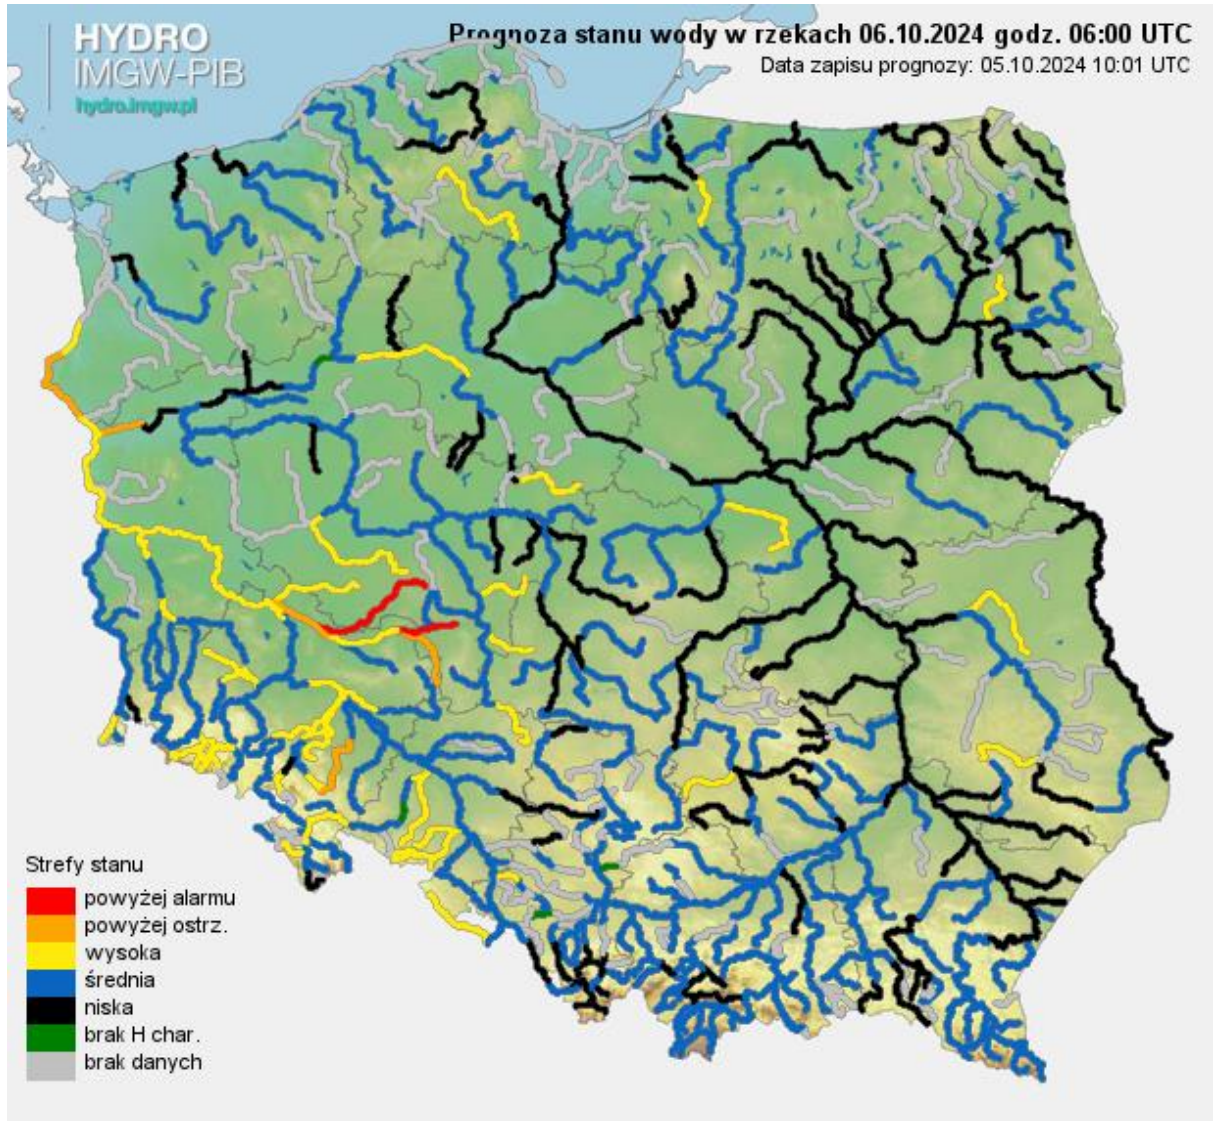 HYDRO
IMGW-PIB
hydro.imgw.pl
Prognoza stanu wody w rzekach 06.10.2024 godz. 06:00 UTC
Data zapisu prognozy: 05.10.2024 10:01 UTC
Strefy stanu
powyżej alarmu
powyżej ostrz.
wysoka
średnia
niska
brak H char.
brak danych